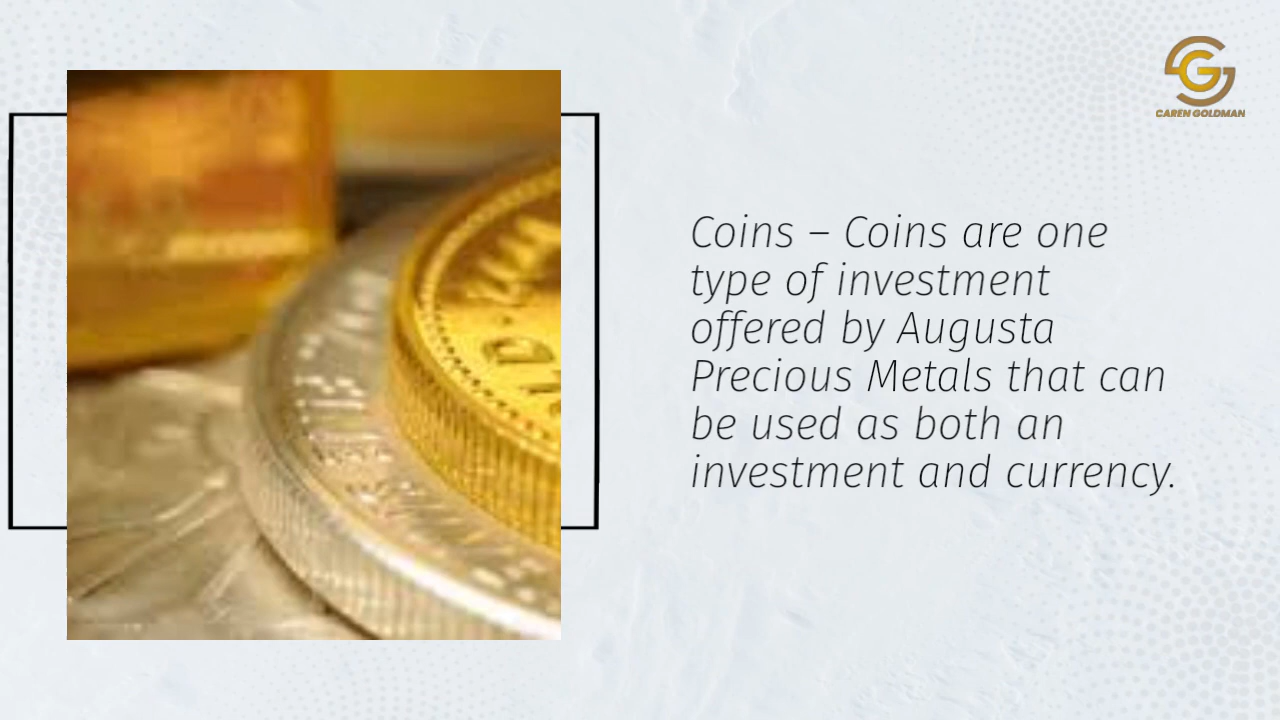 CAREN GOLDMAN
Coins – Coins are one
type of investment
offered by Augusta
Precious Metals that can
be used as both an
investment and currency.